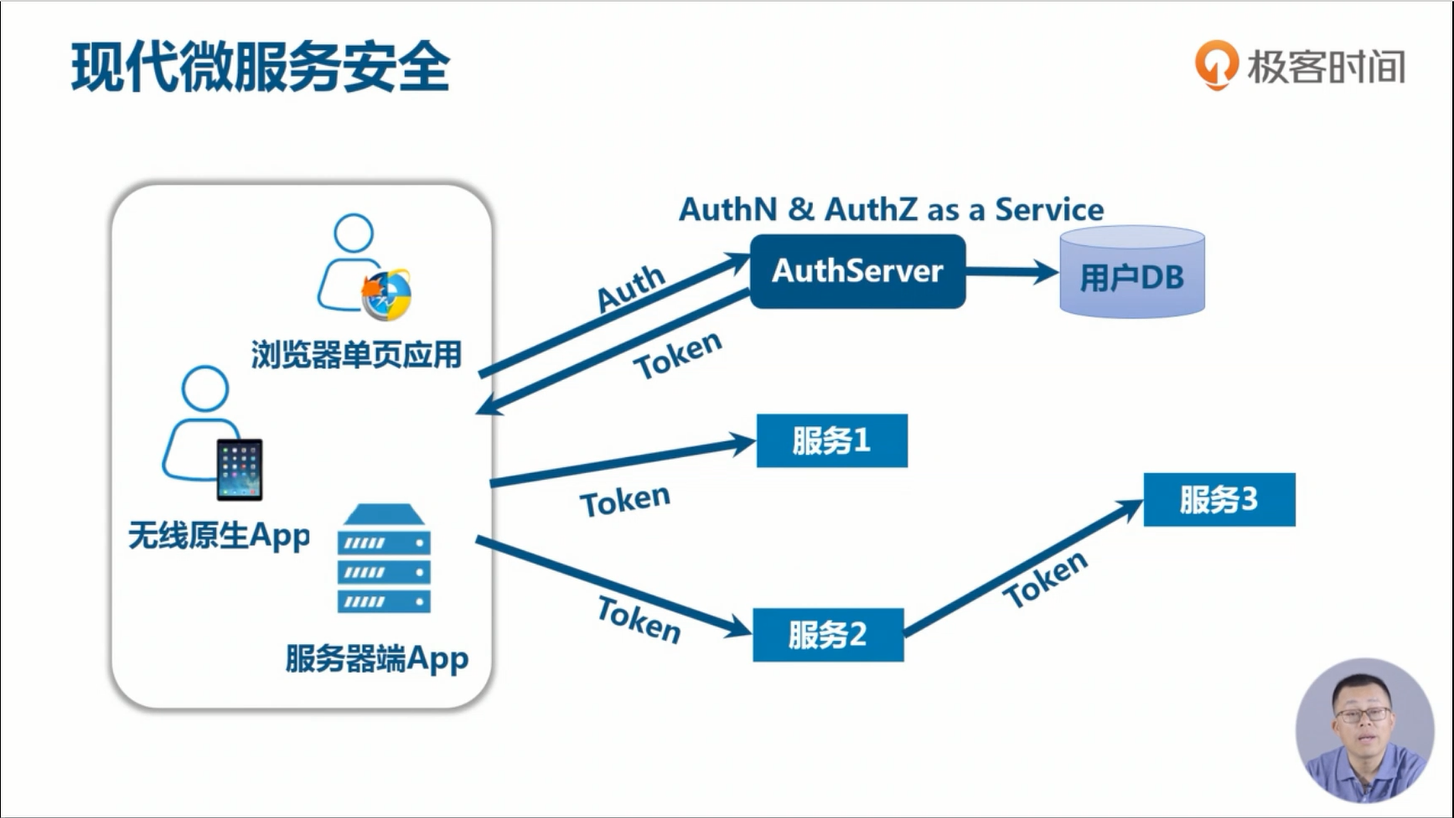 现代微服务安全
极客时间
AuthN & AuthZ as a Service
AuthServer
用户DB
Auth
Token
浏览器单页应用
服务1
Token
无线原生App
服务3
Token
服务2
Token
服务器端App